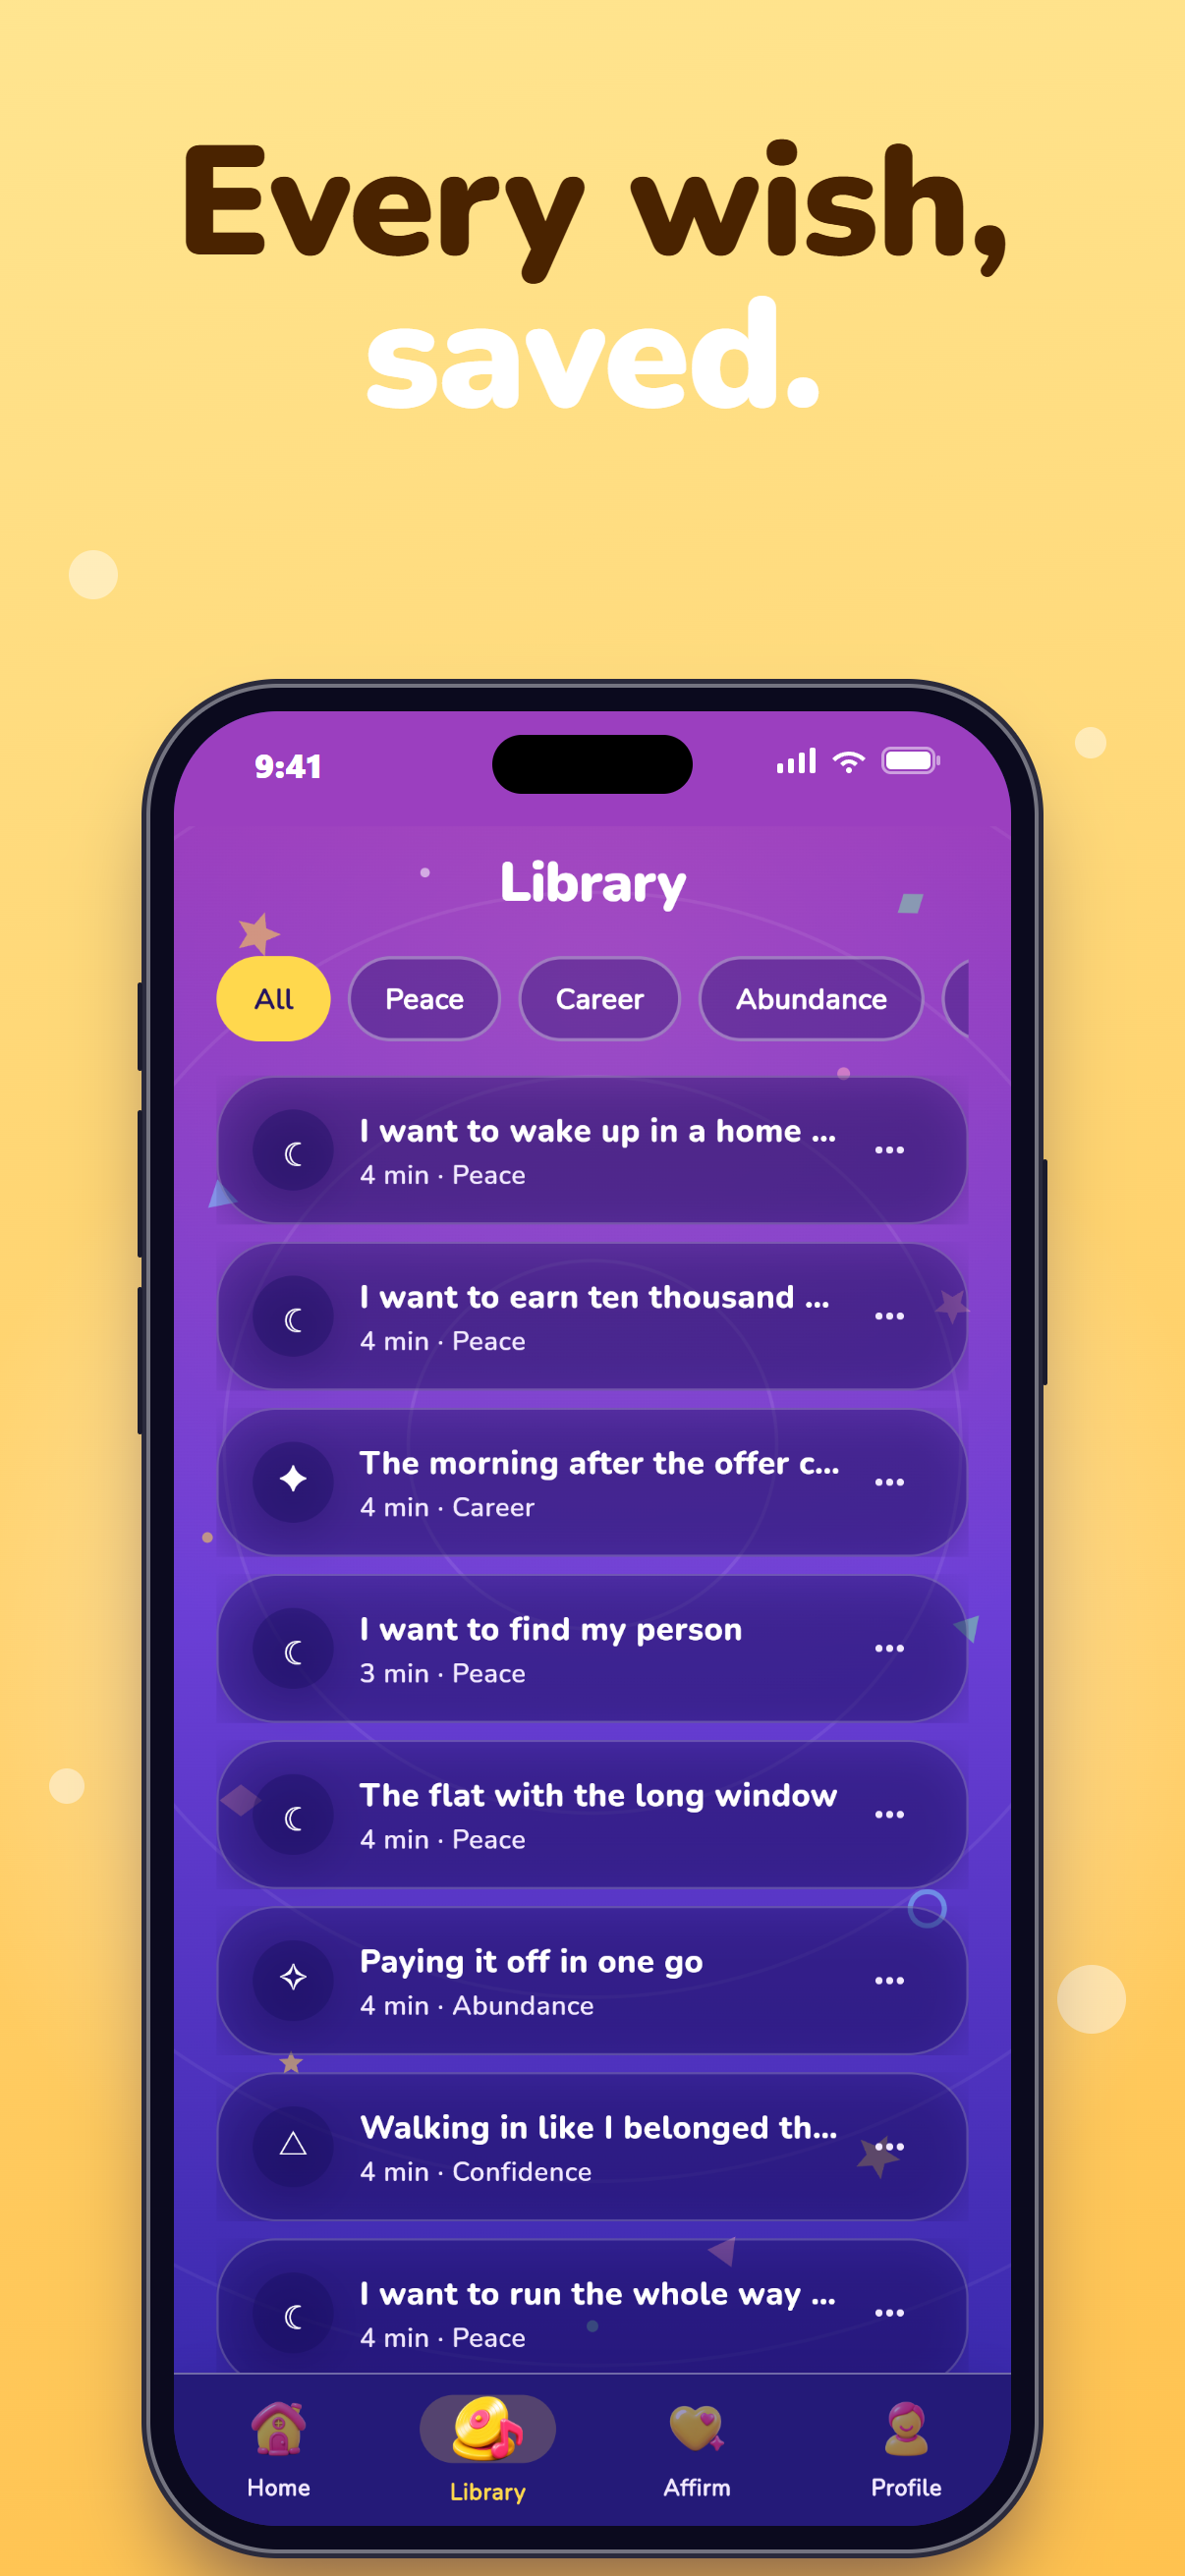 Every wish,
saved.
9:41
Library
All
Peace
Career
Abundance
I want to wake up in a home ...
4 min · Peace
I want to earn ten thousand ...
4 min · Peace
The morning after the offer c...
4 min · Career
I want to find my person
3 min · Peace
The flat with the long window
4 min · Peace
Paying it off in one go
4 min · Abundance
Walking in like I belonged th...
4 min · Confidence
I want to run the whole way ...
4 min · Peace
Home
Library
Affirm
Profile